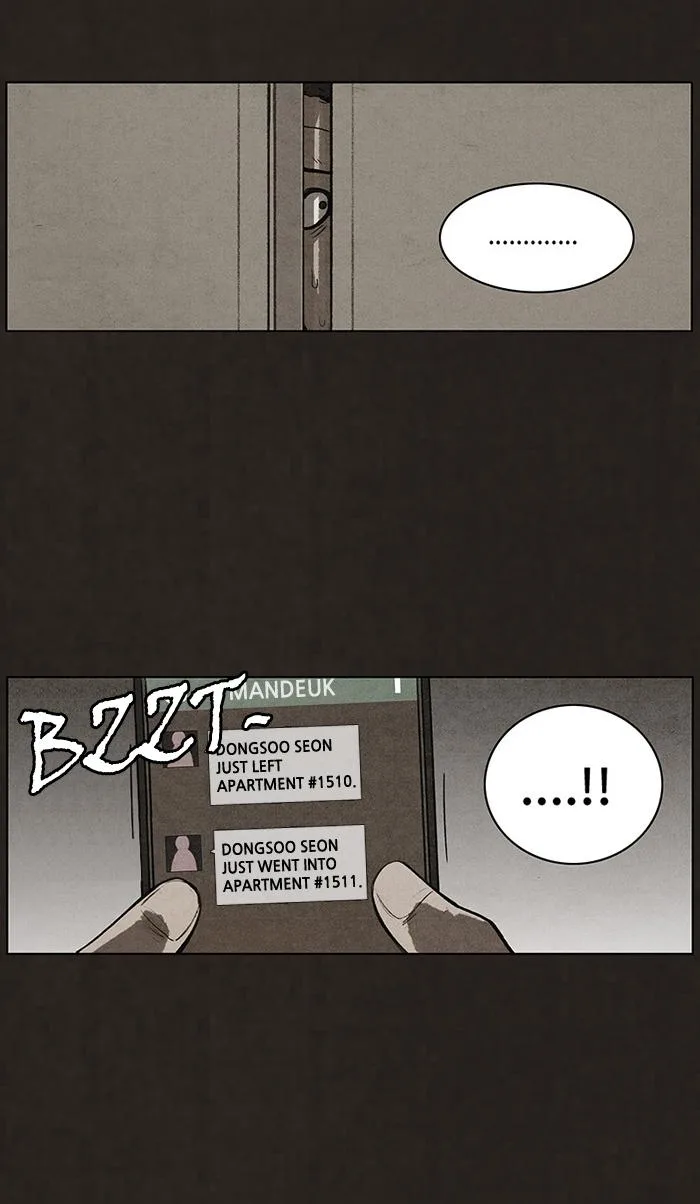 ..............
BZZT-
MANDEUK
DONGSOO SEON
JUST LEFT
APARTMENT #1510.
DONGSOO SEON
JUST WENT INTO
APARTMENT #1511.
....!!